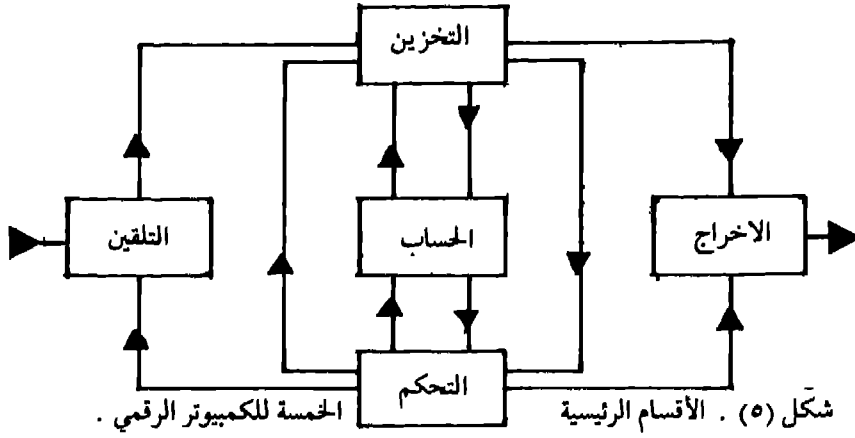 التخزين
التلقين
الحساب
الاخراج
التحكم
شكل (٥) . الأقسام الرئيسية الخمسة للكمبيوتر الرقمي .